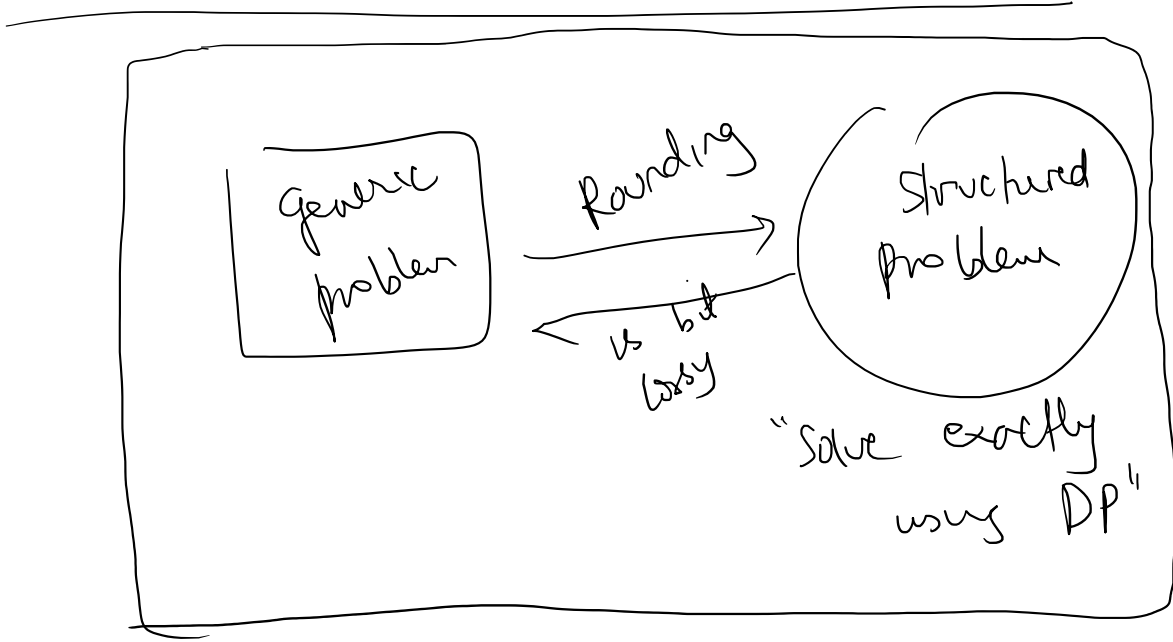 Generic
problem
Rounding
is bit
lossy
Structured
problem
"Solve exactly
using DP"